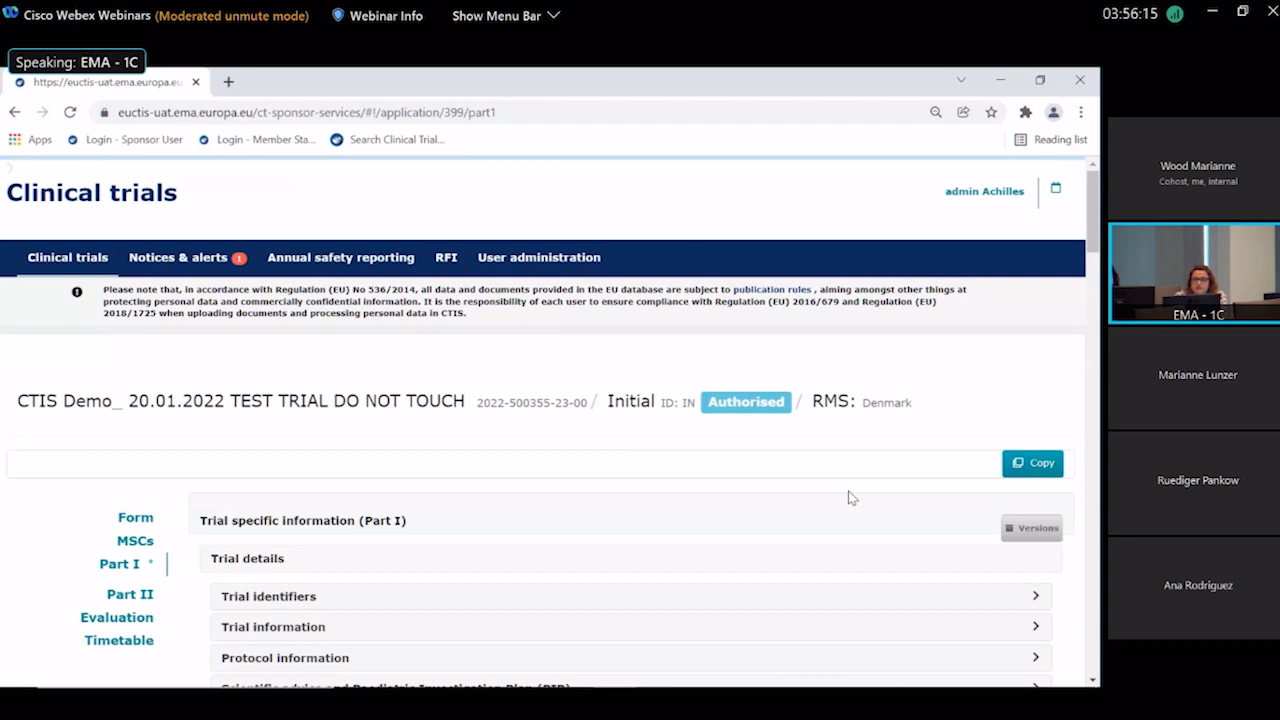 Cisco Webex Webinars (Moderated unmute mode) Webinar Info Show Menu Bar 03:56:15
Speaking: EMA - 1C
https://euctis-uat.ema.europa.eu
euctis-uat.ema.europa.eu/ct-sponsor-services/#!/application/399/part1
Apps Login - Sponsor User Login - Member Sta... Search Clinical Trial... Reading list
Clinical trials
admin Achilles
Clinical trials Notices & alerts 1 Annual safety reporting RFI User administration
Please note that, in accordance with Regulation (EU) No 536/2014, all data and documents provided in the EU database are subject to publication rules , aiming amongst other things at
protecting personal data and commercially confidential information. It is the responsibility of each user to ensure compliance with Regulation (EU) 2016/679 and Regulation (EU)
2018/1725 when uploading documents and processing personal data in CTIS.
CTIS Demo_ 20.01.2022 TEST TRIAL DO NOT TOUCH 2022-500355-23-00 / Initial ID: IN Authorised / RMS: Denmark
Copy
Form
MSCs
Part I *
Part II
Evaluation
Timetable
Trial specific information (Part I)
Versions
Trial details
Trial identifiers
Trial information
Protocol information
Scientific advice and Paediatric Investigation Plan (PIP)
Wood Marianne
Cohost, me, internal
EMA - 1C
Marianne Lunzer
Ruediger Pankow
Ana Rodriguez